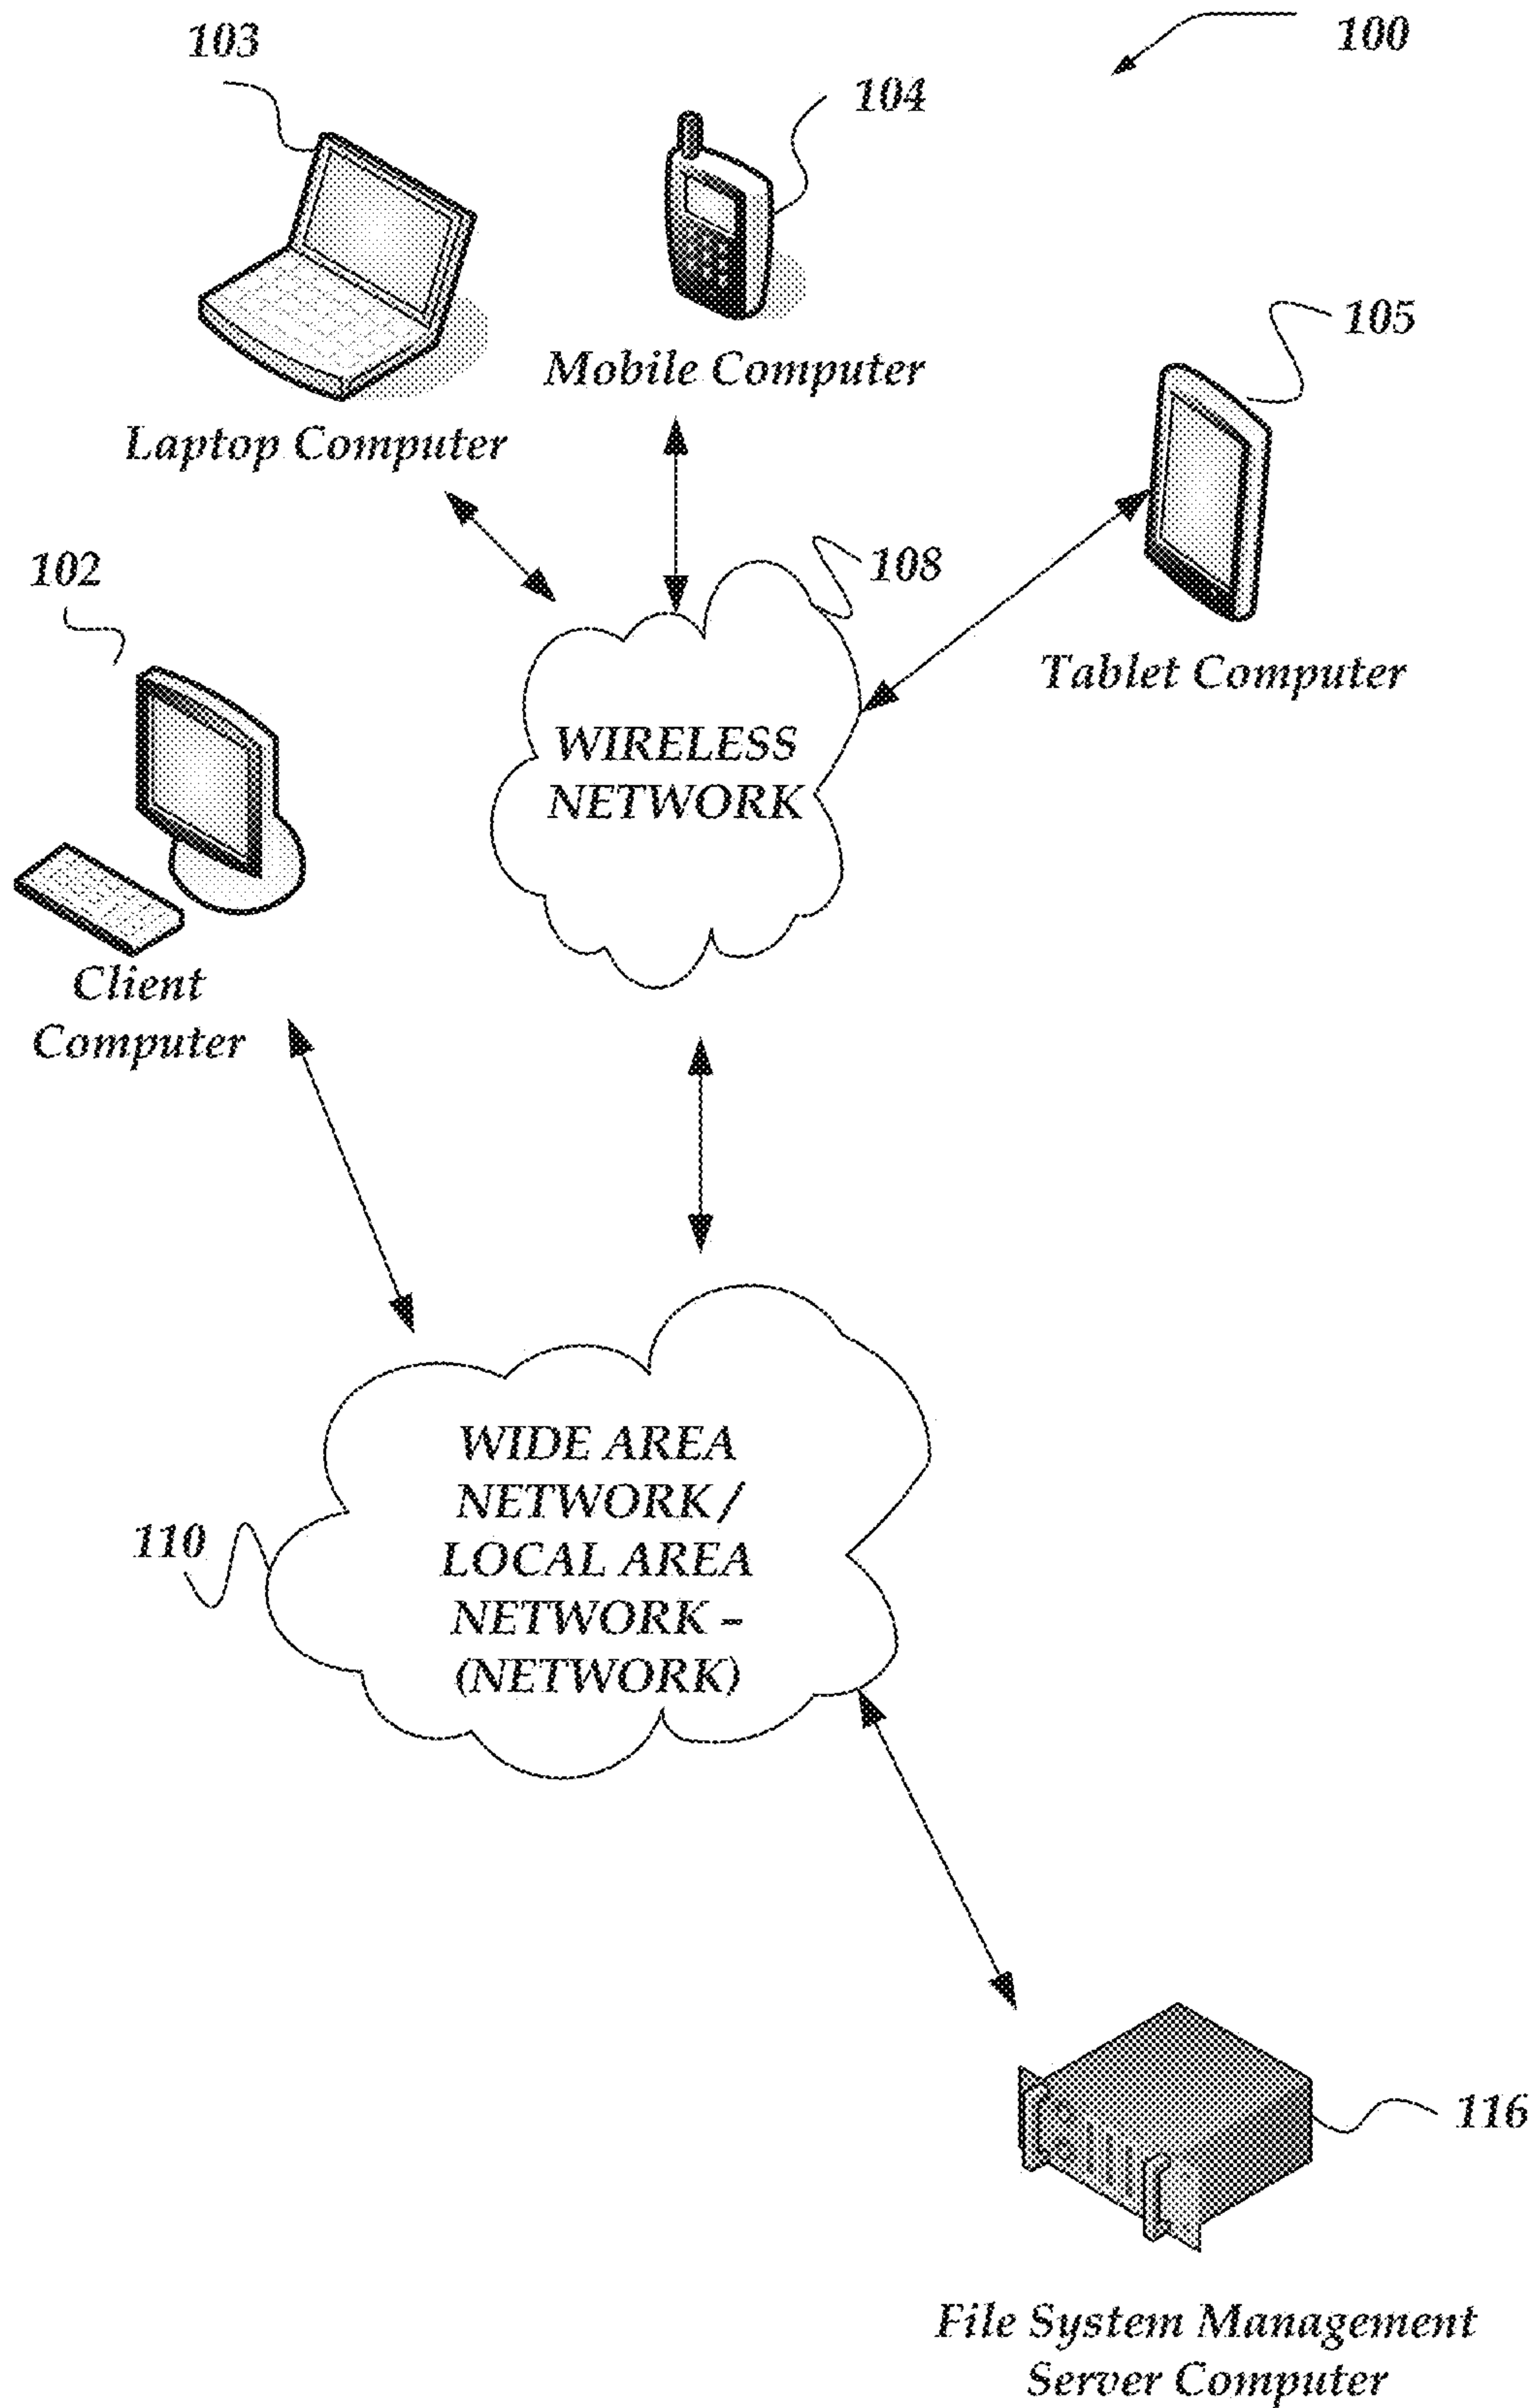 103
100
104
105
Mobile Computer
Laptop Computer
108
102
Tablet Computer
WIRELESS
NETWORK
Client
Computer
WIDE AREA
NETWORK /
LOCAL AREA
NETWORK –
(NETWORK)
110
116
File System Management
Server Computer